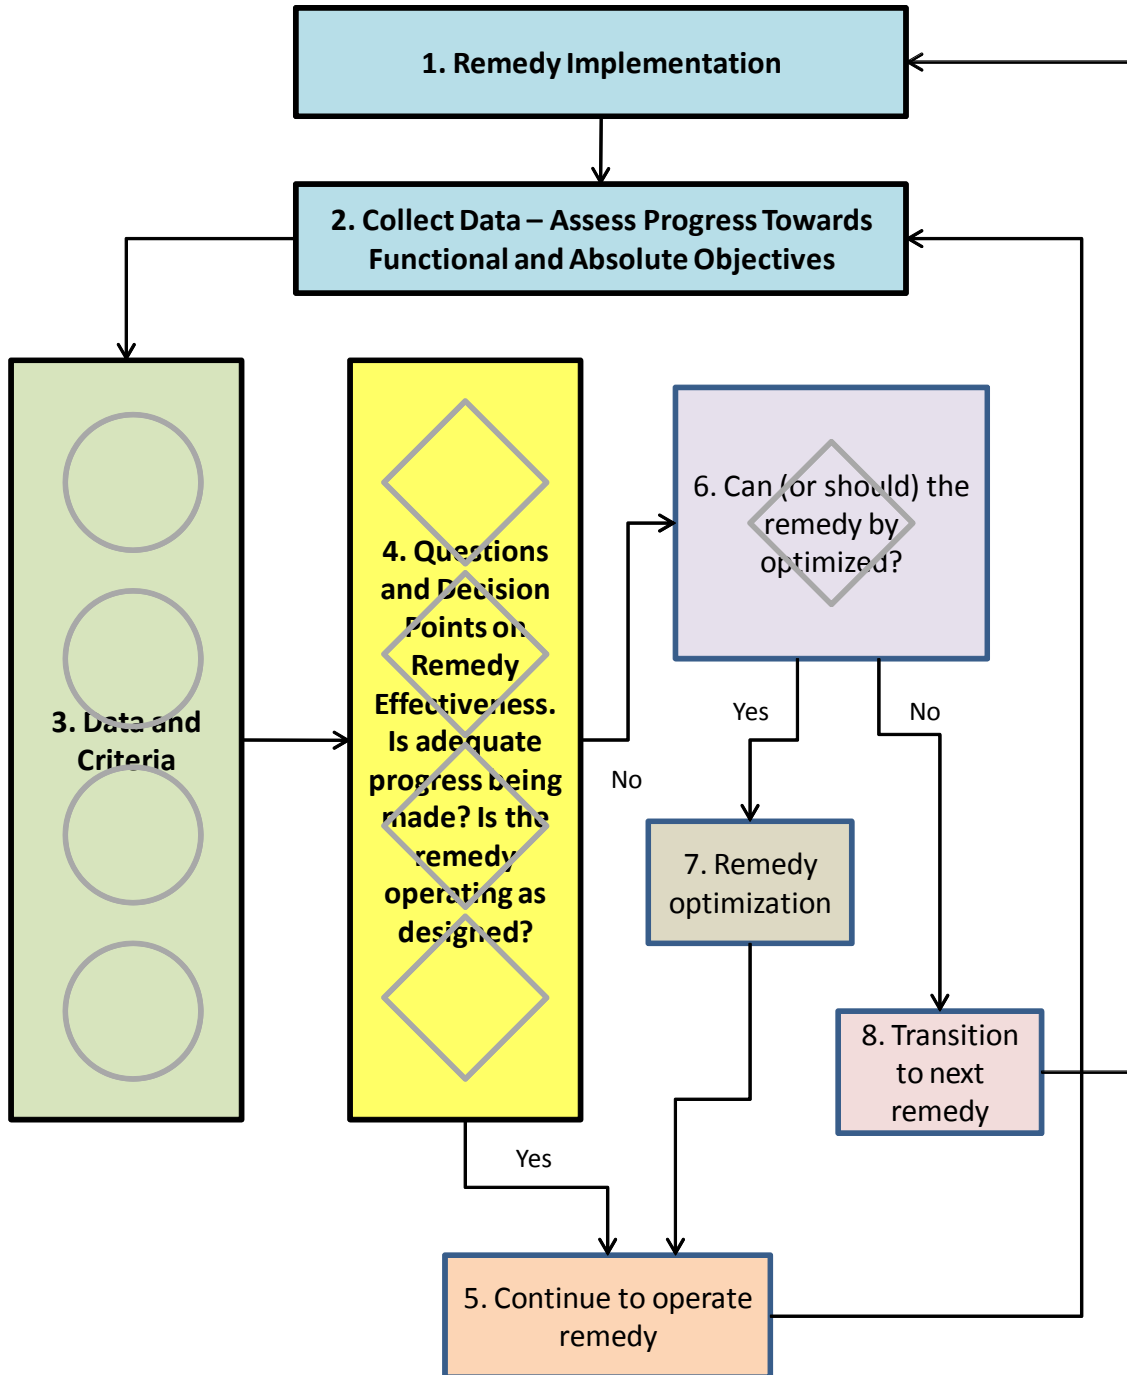 1. Remedy Implementation
2. Collect Data – Assess Progress Towards
Functional and Absolute Objectives
3. Data and
Criteria
4. Questions
and Decision
Points on
Remedy
Effectiveness.
Is adequate
progress being
made? Is the
remedy
operating as
designed?
6. Can (or should) the
remedy by
optimized?
Yes
No
No
7. Remedy
optimization
8. Transition
to next
remedy
Yes
5. Continue to operate
remedy